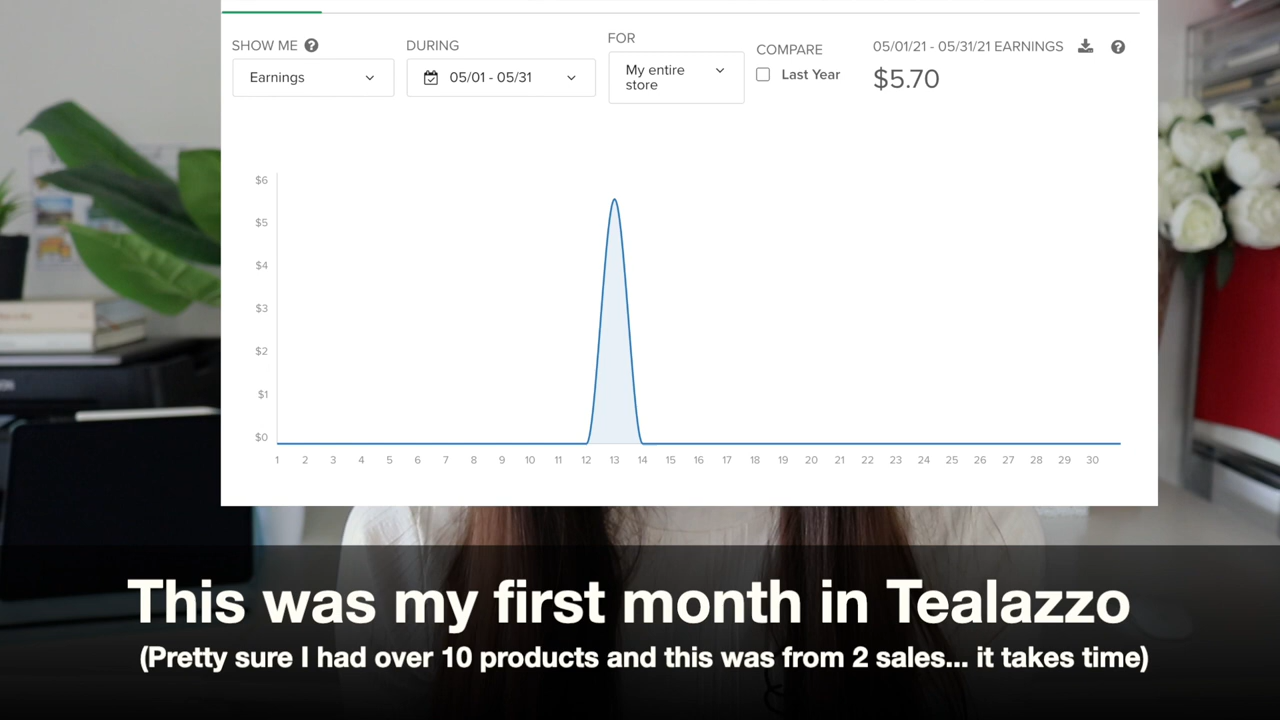 SHOW ME
DURING
FOR
COMPARE
05/01/21 - 05/31/21 EARNINGS
Earnings
05/01 - 05/31
My entire
store
Last Year
$5.70
$6
$5
$4
$3
$2
$1
$0
1 2 3 4 5 6 7 8 9 10 11 12 13 14 15 16 17 18 19 20 21 22 23 24 25 26 27 28 29 30
This was my first month in Tealazzo
(Pretty sure I had over 10 products and this was from 2 sales... it takes time)